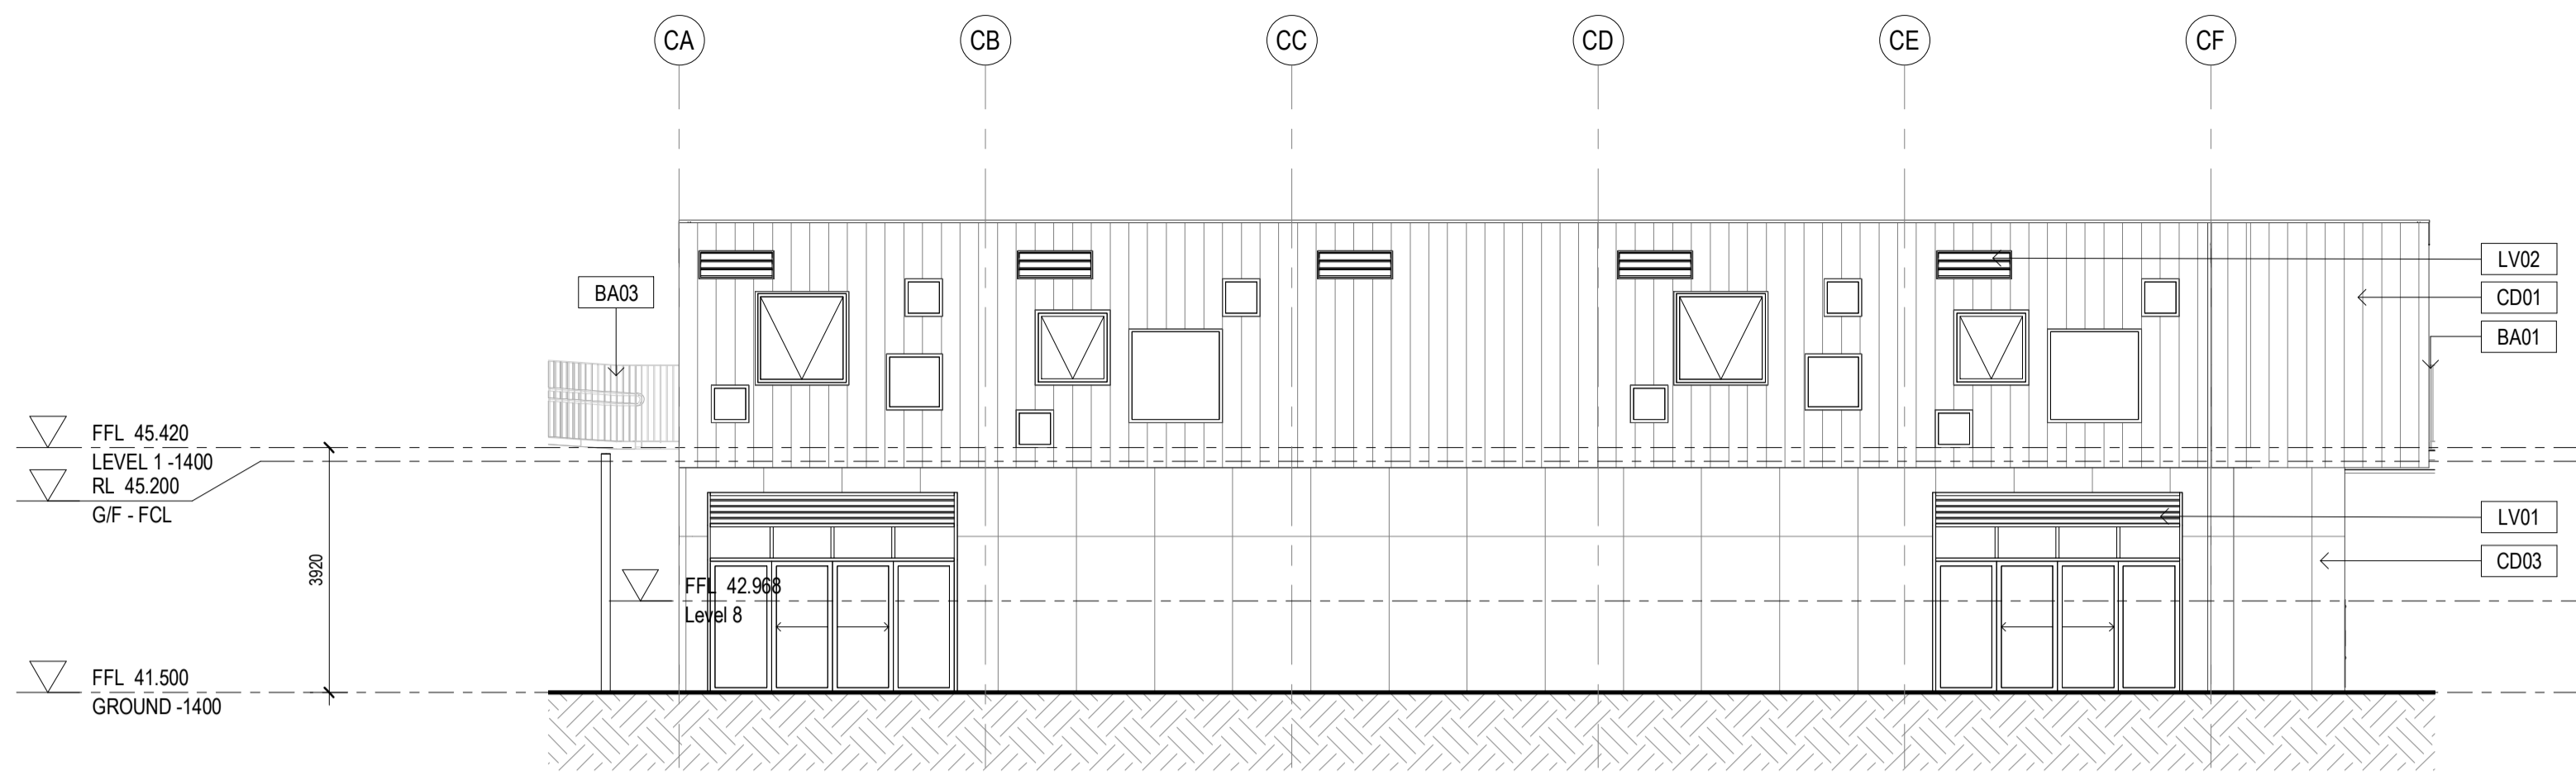 CA
CB
CC
CD
CE
CF
BA03
LV02
CD01
BA01
FFL 45.420
LEVEL 1 -1400
RL 45.200
G/F - FCL
3920
FFL 42.968
Level 8
LV01
CD03
FFL 41.500
GROUND -1400